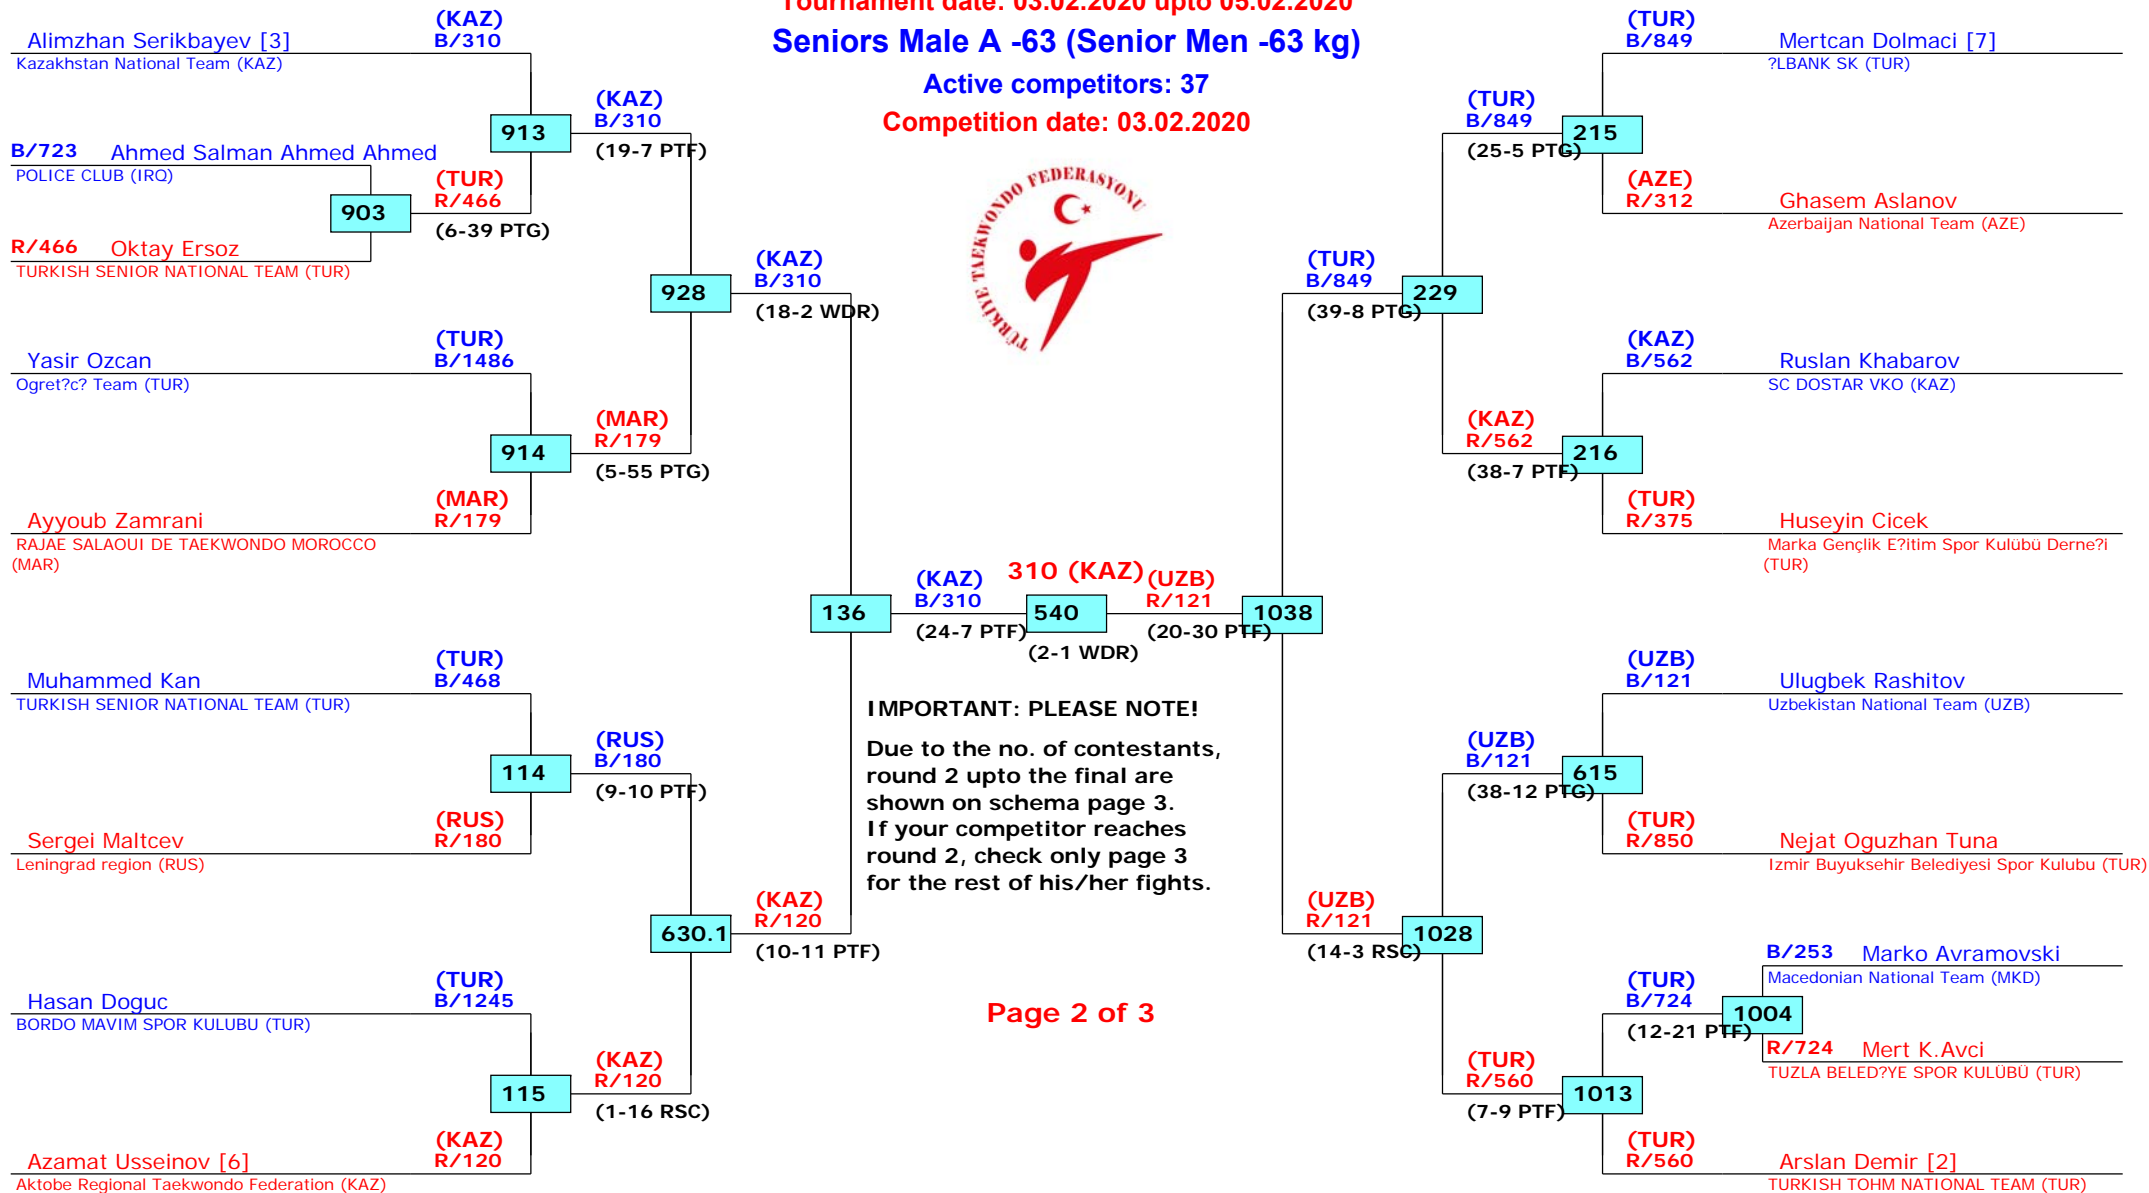 Tournament date: 03.02.2020 upto 05.02.2020
Seniors Male A -63 (Senior Men -63 kg)
Active competitors: 37
Competition date: 03.02.2020
TÜRKİYE TAEKWONDO FEDERASYONU
(KAZ)
Alimzhan Serikbayev [3] B/310
Kazakhstan National Team (KAZ)
(KAZ)
913 B/310
(19-7 PTF)
B/723 Ahmed Salman Ahmed Ahmed
POLICE CLUB (IRQ)
(TUR)
903 R/466
(6-39 PTG)
R/466 Oktay Ersoz
TURKISH SENIOR NATIONAL TEAM (TUR)
(KAZ)
928 B/310
(18-2 WDR)
(TUR)
Yasir Ozcan B/1486
Ogret?c? Team (TUR)
(MAR)
914 R/179
(5-55 PTG)
(MAR)
Ayyoub Zamrani R/179
RAJAE SALAOUI DE TAEKWONDO MOROCCO
(MAR)
(KAZ) 310 (KAZ) (UZB)
136 B/310 540 R/121 1038
(24-7 PTF) (20-30 PTF)
(2-1 WDR)
(TUR)
Muhammed Kan B/468
TURKISH SENIOR NATIONAL TEAM (TUR)
(RUS)
114 B/180
(9-10 PTF)
(RUS)
Sergei Maltcev R/180
Leningrad region (RUS)
(KAZ)
630.1 R/120
(10-11 PTF)
(TUR)
Hasan Doguc B/1245
BORDO MAVIM SPOR KULUBU (TUR)
(KAZ)
115 R/120
(1-16 RSC)
(KAZ)
Azamat Usseinov [6] R/120
Aktobe Regional Taekwondo Federation (KAZ)
IMPORTANT: PLEASE NOTE!
Due to the no. of contestants,
round 2 upto the final are
shown on schema page 3.
If your competitor reaches
round 2, check only page 3
for the rest of his/her fights.
Page 2 of 3
(TUR)
B/849 Mertcan Dolmaci [7]
?LBANK SK (TUR)
(TUR)
B/849 215
(25-5 PTG)
(AZE)
R/312 Ghasem Aslanov
Azerbaijan National Team (AZE)
(TUR)
B/849 229
(39-8 PTG)
(KAZ)
B/562 Ruslan Khabarov
SC DOSTAR VKO (KAZ)
(KAZ)
R/562 216
(38-7 PTF)
(TUR)
R/375 Huseyin Cicek
Marka Gençlik E?itim Spor Kulübü Derne?i
(TUR)
(UZB)
B/121 Ulugbek Rashitov
Uzbekistan National Team (UZB)
(UZB)
B/121 615
(38-12 PTG)
(TUR)
R/850 Nejat Oguzhan Tuna
Izmir Buyuksehir Belediyesi Spor Kulubu (TUR)
(UZB)
R/121 1028
(14-3 RSC)
B/253 Marko Avramovski
Macedonian National Team (MKD)
(TUR)
B/724 1004
(12-21 PTF)
R/724 Mert K.Avci
TUZLA BELED?YE SPOR KULÜBÜ (TUR)
(TUR)
R/560 1013
(7-9 PTF)
(TUR)
R/560 Arslan Demir [2]
TURKISH TOHM NATIONAL TEAM (TUR)